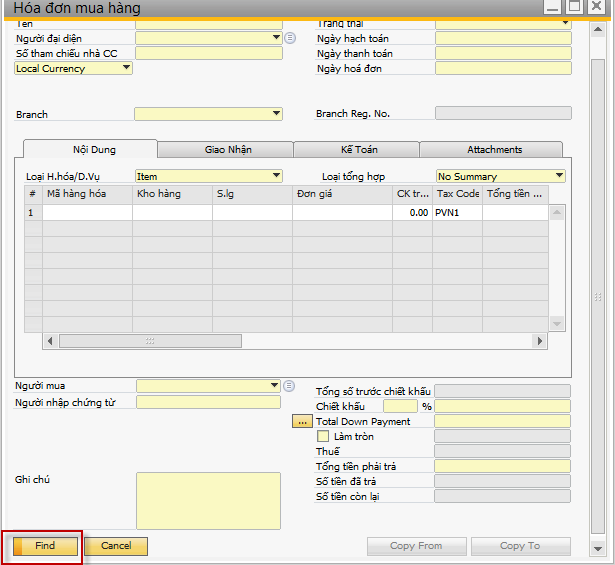 Hóa đơn mua hàng
Tên
Trạng thái
Người đại diện
Ngày hạch toán
Số tham chiếu nhà CC
Ngày thanh toán
Local Currency
Ngày hoá đơn
Branch
Branch Reg. No.
Nội Dung
Giao Nhận
Kế Toán
Attachments
Loại H.hóa/D.Vụ
Item
Loại tổng hợp
No Summary
# Mã hàng hóa Kho hàng S.lg Đơn giá CK tr... Tax Code Tổng tiền ...
1 0.00 PVN1
Người mua
Tổng số trước chiết khấu
Người nhập chứng từ
Chiết khấu %
... Total Down Payment
Làm tròn
Thuế
Tổng tiền phải trả
Ghi chú
Số tiền đã trả
Số tiền còn lại
Find
Cancel
Copy From
Copy To